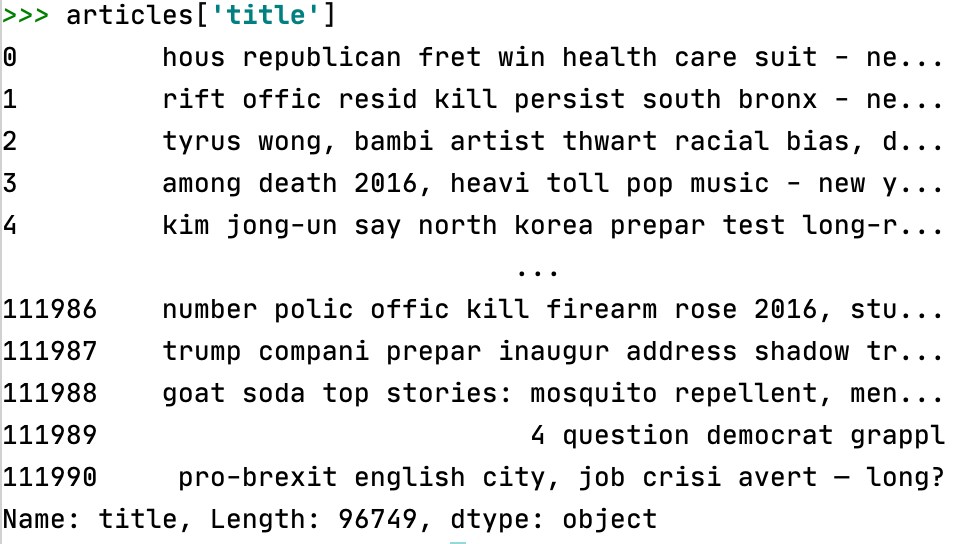 >>> articles['title']
0         hous republican fret win health care suit - ne...
1         rift offic resid kill persist south bronx - ne...
2         tyrus wong, bambi artist thwart racial bias, d...
3         among death 2016, heavi toll pop music - new y...
4         kim jong-un say north korea prepar test long-r...
                                ...
111986    number polic offic kill firearm rose 2016, stu...
111987    trump compani prepar inaugur address shadow tr...
111988    goat soda top stories: mosquito repellent, men...
111989                           4 question democrat grappl
111990     pro-brexit english city, job crisi avert — long?
Name: title, Length: 96749, dtype: object